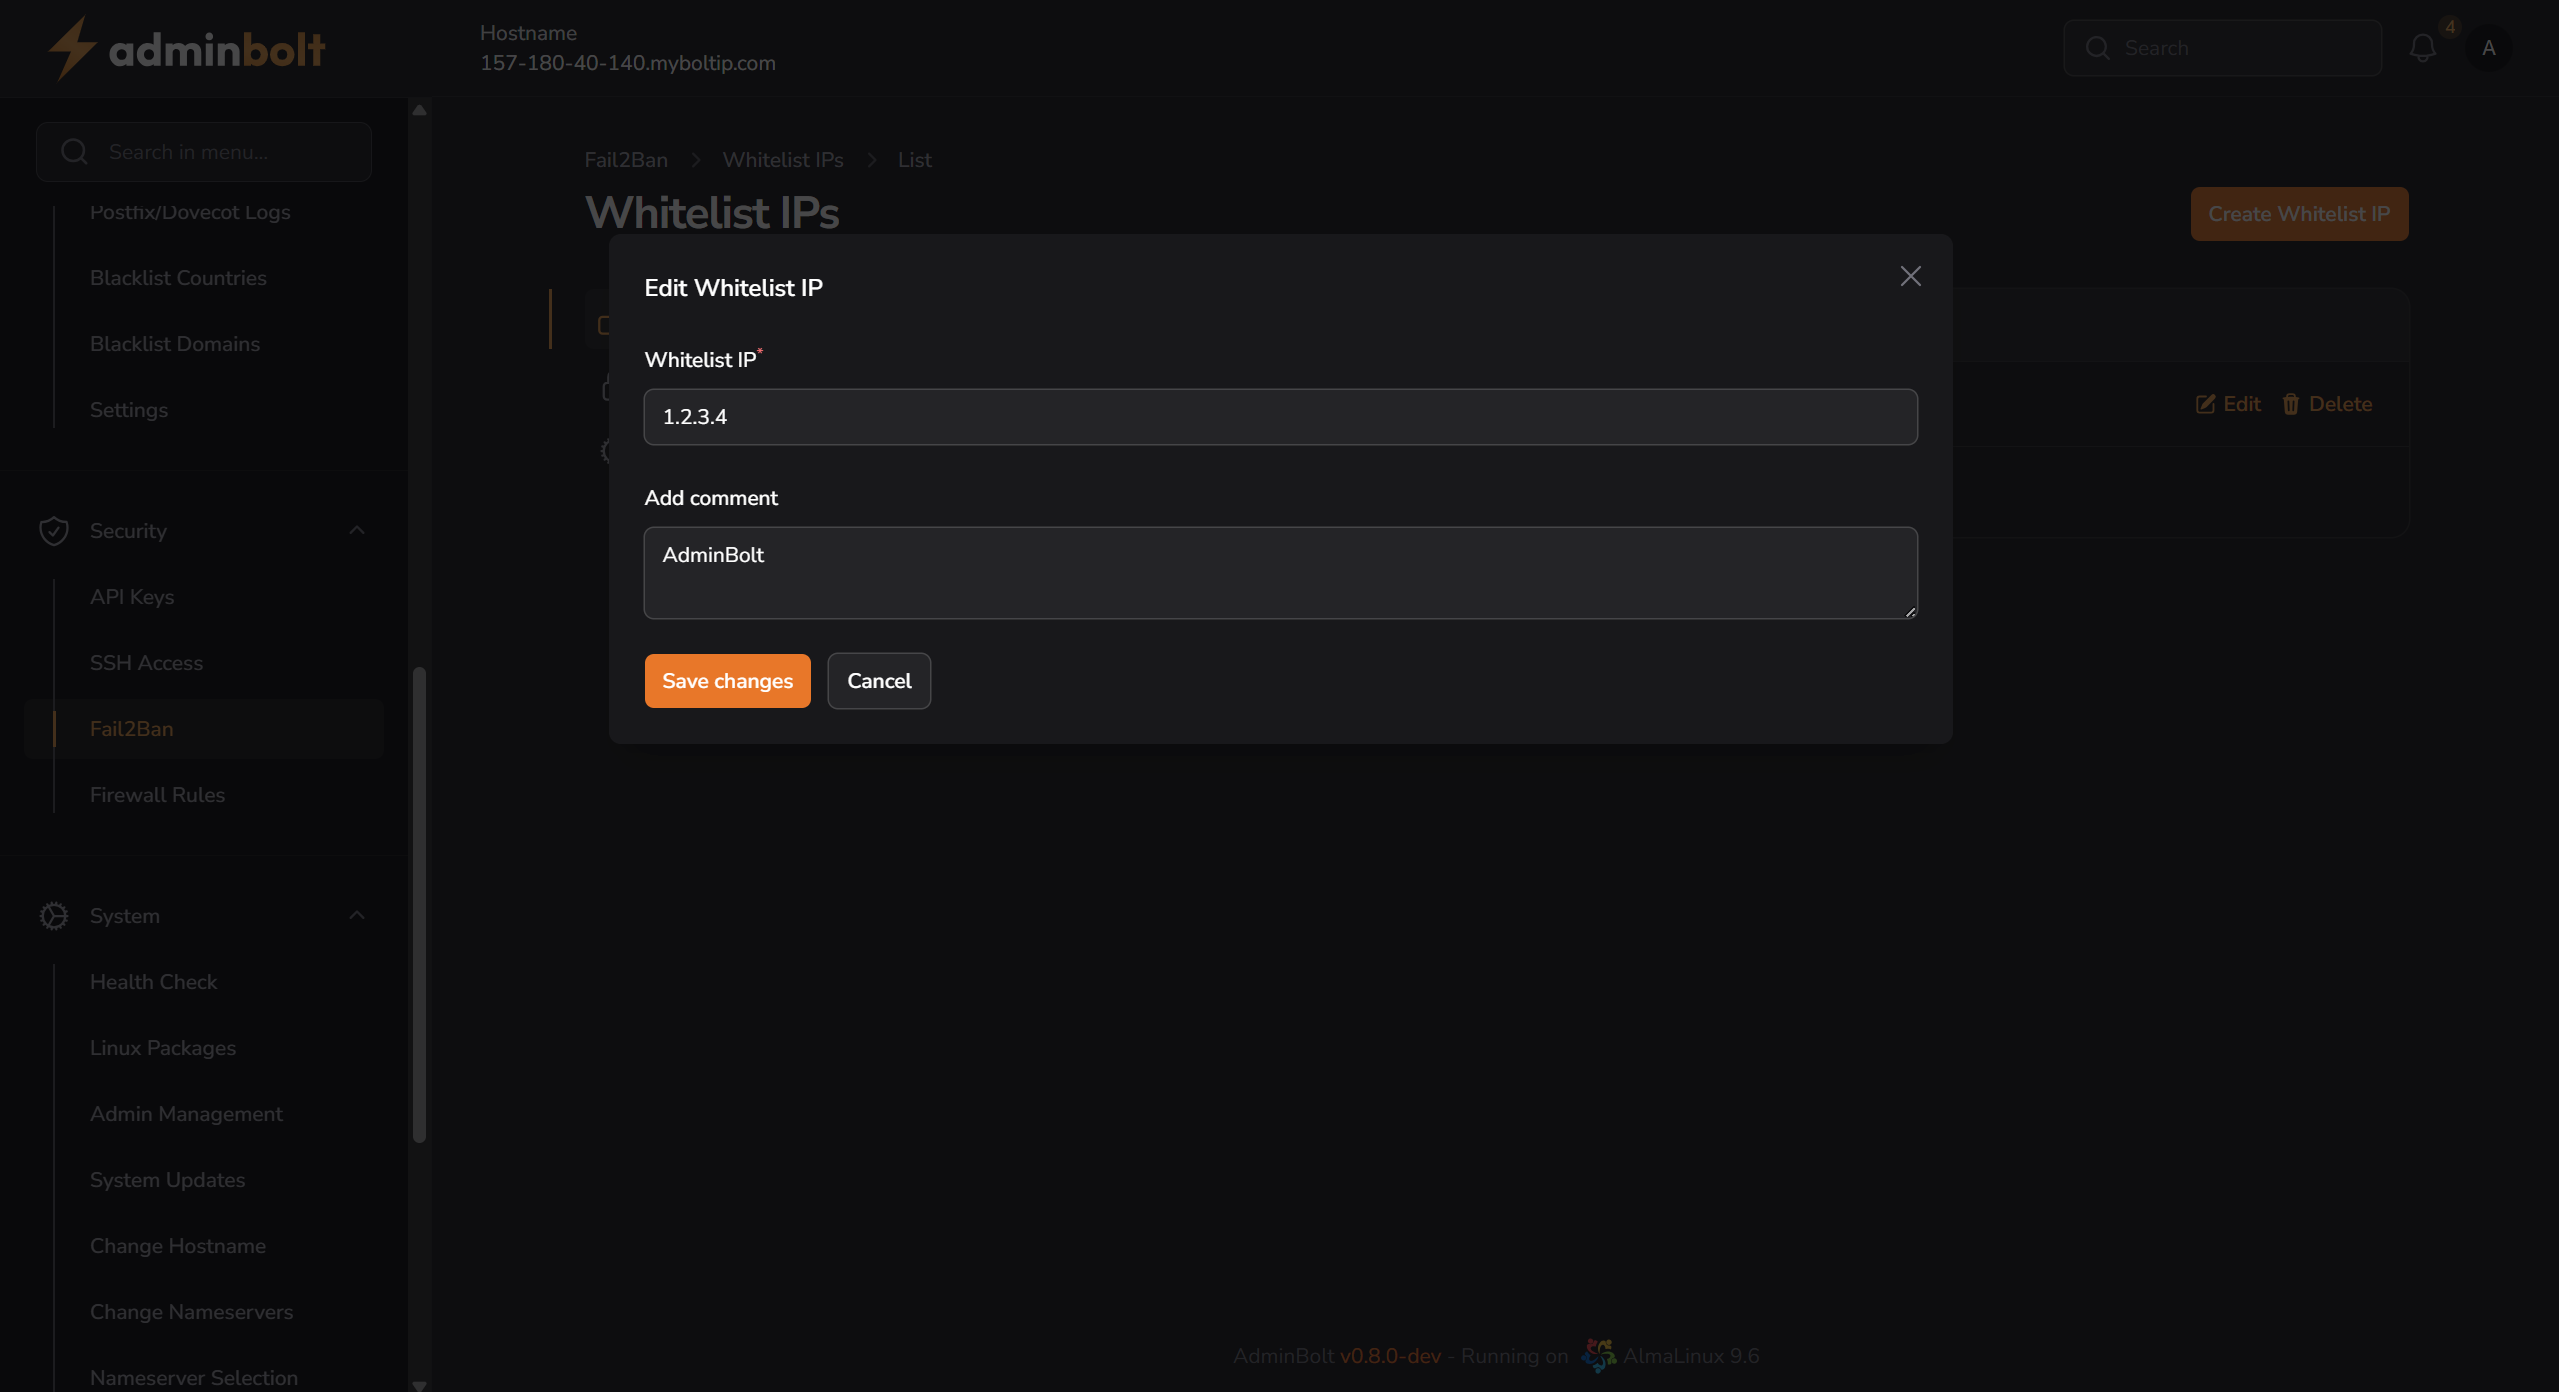 adminbolt
Hostname
157-180-40-140.myboltip.com
Search
4
A
Search in menu...
Postfix/Dovecot Logs
Blacklist Countries
Blacklist Domains
Settings
Security
API Keys
SSH Access
Fail2Ban
Firewall Rules
System
Health Check
Linux Packages
Admin Management
System Updates
Change Hostname
Change Nameservers
Nameserver Selection
Fail2Ban > Whitelist IPs > List
Whitelist IPs
Create Whitelist IP
Edit Delete
Edit Whitelist IP
Whitelist IP*
1.2.3.4
Add comment
AdminBolt
Save changes
Cancel
AdminBolt v0.8.0-dev - Running on AlmaLinux 9.6